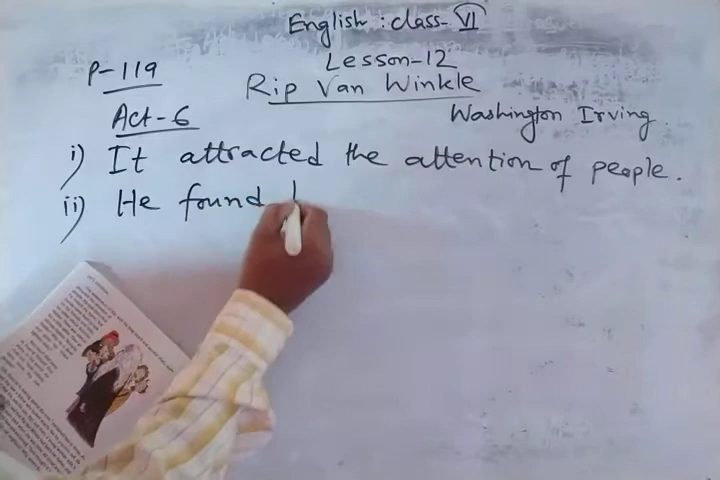 English : class- VI
Lesson-12
P-119
Rip Van Winkle
Washington Irving
Act-6
i) It attracted the attention of people.
ii) He found